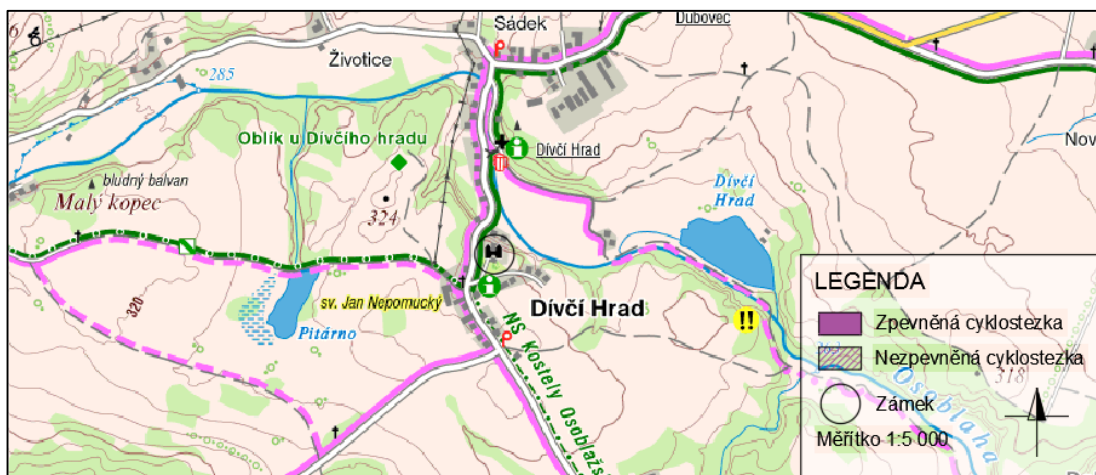 Sádek
Dubovec
Životice
285
Oblík u Dívčího hradu
Dívčí Hrad
Nov
bludný balvan
Malý kopec
324
Dívčí
Hrad
320
sv. Jan Nepomucký
Pitárno
Dívčí Hrad
NS Kostely Osoblažs
LEGENDA
Zpevněná cyklostezka
Nezpevněná cyklostezka
Zámek
Měřítko 1:5 000
!!
263
318
Osoblaha